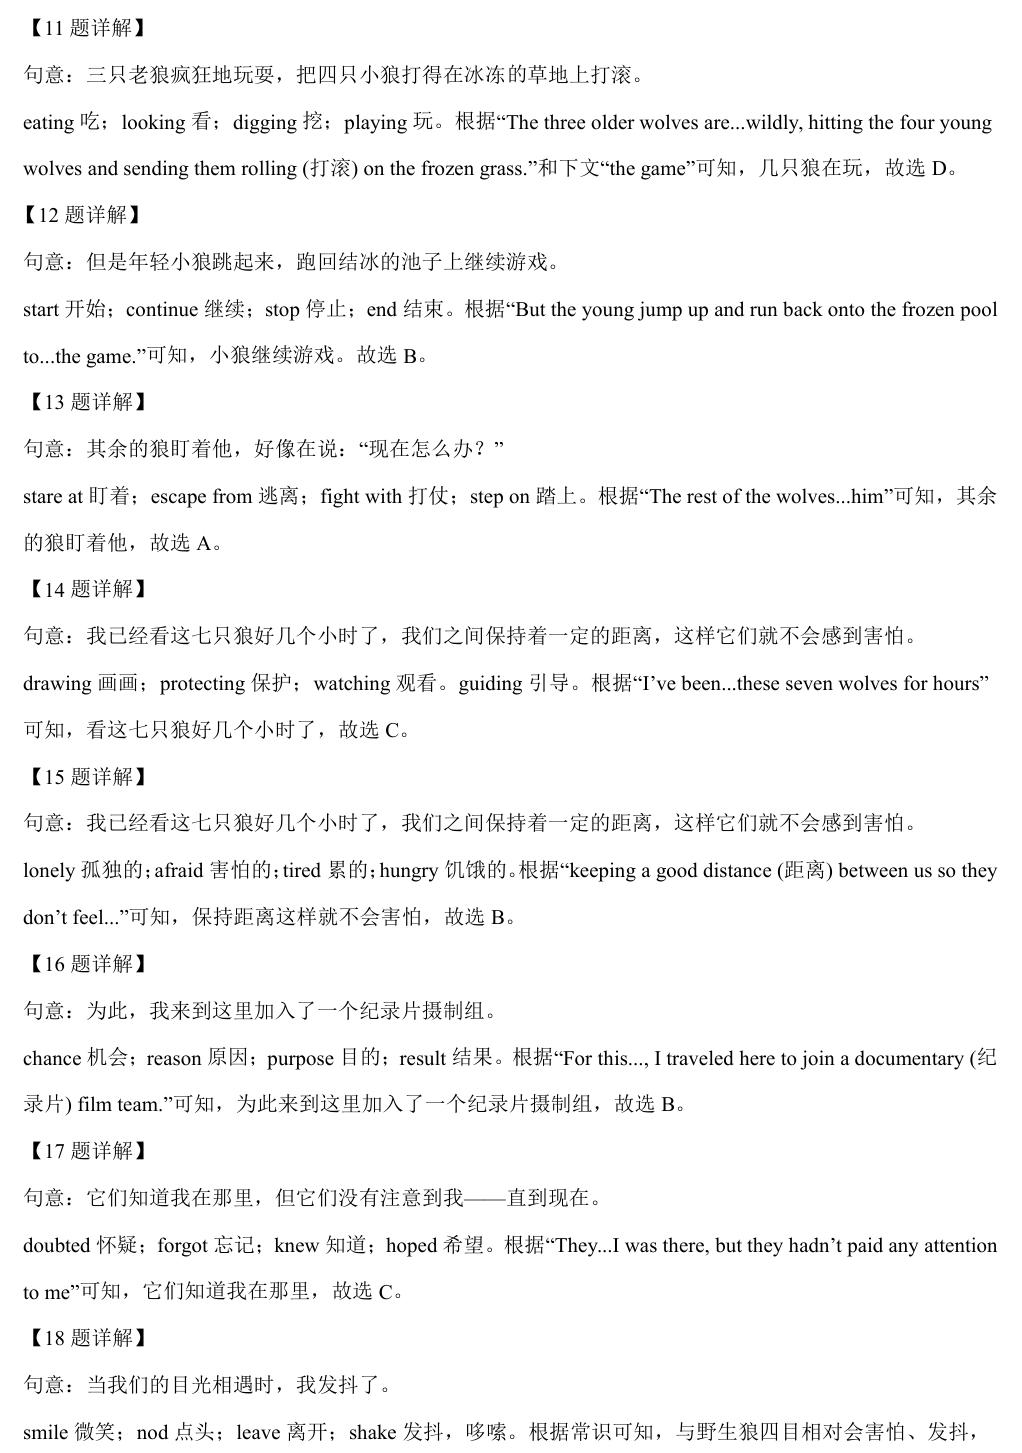 【11 题详解】
句意：三只老狼疯狂地玩耍，把四只小狼打得在冰冻的草地上打滚。
eating 吃；looking 看；digging 挖；playing 玩。根据“The three older wolves are...wildly, hitting the four young
wolves and sending them rolling (打滚) on the frozen grass.”和下文“the game”可知，几只狼在玩，故选 D。
【12 题详解】
句意：但是年轻小狼跳起来，跑回结冰的池子上继续游戏。
start 开始；continue 继续；stop 停止；end 结束。根据“But the young jump up and run back onto the frozen pool
to...the game.”可知，小狼继续游戏。故选 B。
【13 题详解】
句意：其余的狼盯着他，好像在说：“现在怎么办？”
stare at 盯着；escape from 逃离；fight with 打仗；step on 踏上。根据“The rest of the wolves...him”可知，其余
的狼盯着他，故选 A。
【14 题详解】
句意：我已经看这七只狼好几个小时了，我们之间保持着一定的距离，这样它们就不会感到害怕。
drawing 画画；protecting 保护；watching 观看。guiding 引导。根据“I’ve been...these seven wolves for hours”
可知，看这七只狼好几个小时了，故选 C。
【15 题详解】
句意：我已经看这七只狼好几个小时了，我们之间保持着一定的距离，这样它们就不会感到害怕。
lonely 孤独的；afraid 害怕的；tired 累的；hungry 饥饿的。根据“keeping a good distance (距离) between us so they
don’t feel...”可知，保持距离这样就不会害怕，故选 B。
【16 题详解】
句意：为此，我来到这里加入了一个纪录片摄制组。
chance 机会；reason 原因；purpose 目的；result 结果。根据“For this..., I traveled here to join a documentary (纪
录片) film team.”可知，为此来到这里加入了一个纪录片摄制组，故选 B。
【17 题详解】
句意：它们知道我在那里，但它们没有注意到我——直到现在。
doubted 怀疑；forgot 忘记；knew 知道；hoped 希望。根据“They...I was there, but they hadn’t paid any attention
to me”可知，它们知道我在那里，故选 C。
【18 题详解】
句意：当我们的目光相遇时，我发抖了。
smile 微笑；nod 点头；leave 离开；shake 发抖，哆嗦。根据常识可知，与野生狼四目相对会害怕、发抖，